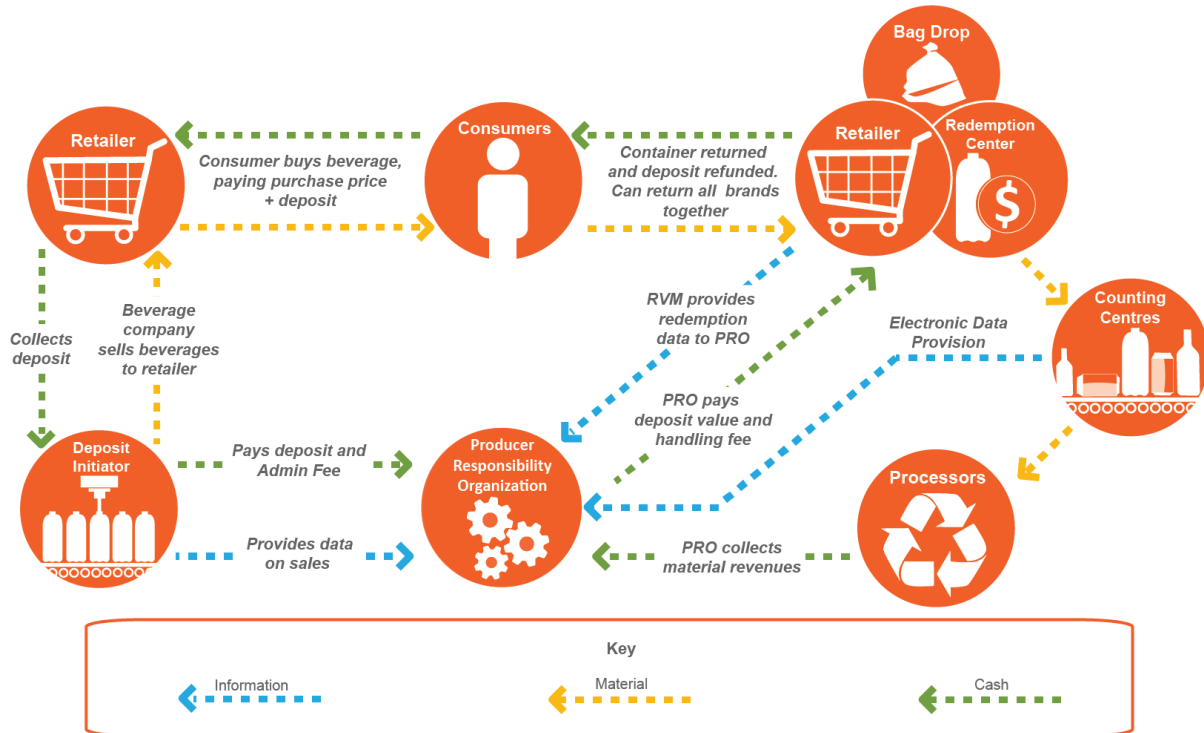 Bag Drop
Retailer
Consumers
Retailer
Redemption
Center
$
Consumer buys beverage,
paying purchase price
+ deposit
Container returned
and deposit refunded.
Can return all brands
together
Collects
deposit
Beverage
company
sells beverages
to retailer
RVM provides
redemption
data to PRO
Electronic Data
Provision
Counting
Centres
PRO pays
deposit value and
handling fee
Deposit
Initiator
Pays deposit and
Admin Fee
Producer
Responsibility
Organization
Processors
Provides data
on sales
PRO collects
material revenues
Key
Information
Material
Cash